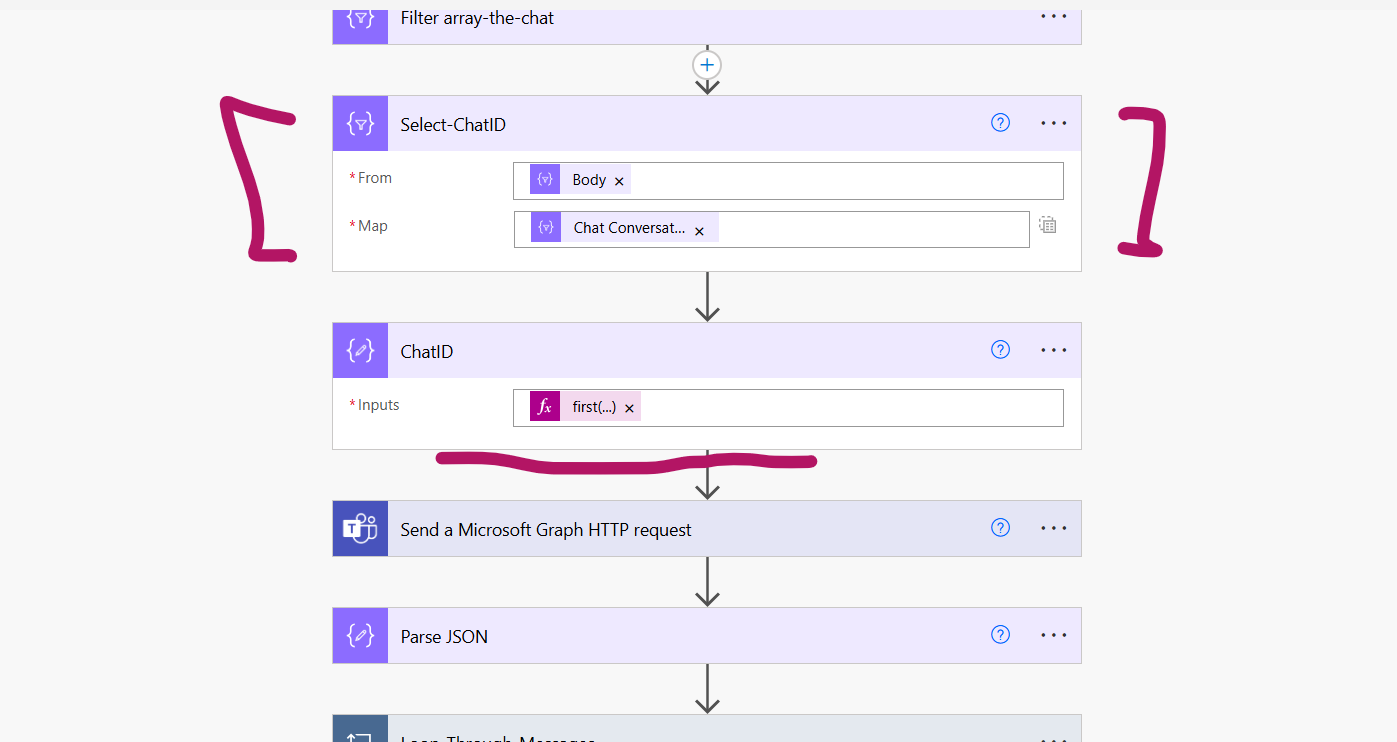 Filter array-the-chat
Select-ChatID
*From
Body
*Map
Chat Conversat...
ChatID
*Inputs
fx first(...)
Send a Microsoft Graph HTTP request
Parse JSON